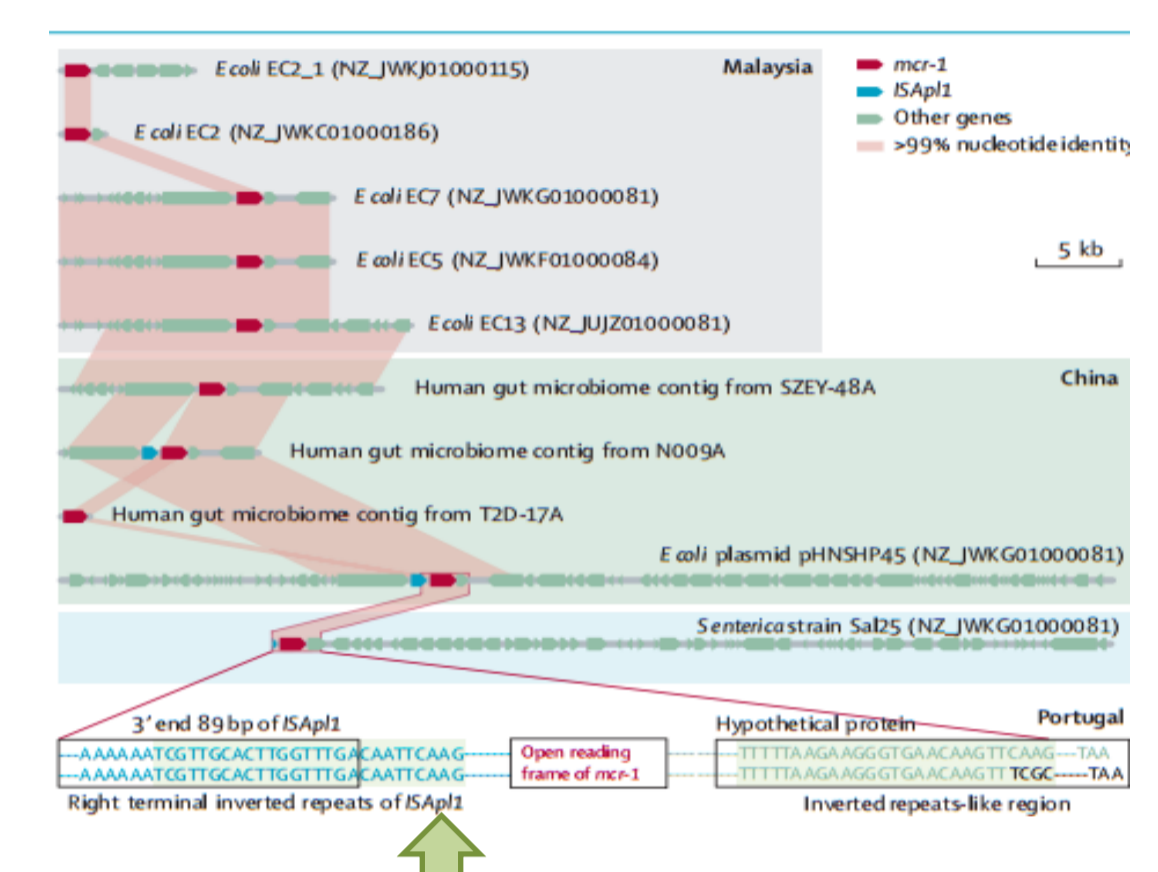 E coli EC2_1 (NZ_JWKJ01000115)
Malaysia
mcr-1
ISApl1
Other genes
>99% nucleotide identity
E coli EC2 (NZ_JWKC01000186)
E coli EC7 (NZ_JWKG01000081)
E coli EC5 (NZ_JWKF01000084)
5 kb
E coli EC13 (NZ_JUJZ01000081)
China
Human gut microbiome contig from SZEY-48A
Human gut microbiome contig from N009A
Human gut microbiome contig from T2D-17A
E coli plasmid pHNSHP45 (NZ_JWKG01000081)
S enterica strain Sal25 (NZ_JWKG01000081)
3′ end 89 bp of ISApl1
Hypothetical protein
Portugal
--AAAAAATCGTTGCACTTGGTTTGACAATTCAAG------ Open reading ------TTTTTAAGAAGGGTGAACAAGTTCAAG---TAA
--AAAAAATCGTTGCACTTGGTTTGACAATTCAAG------ frame of mcr-1 ------TTTTTAAGAAGGGTGAACAAGTT TCGC-----TAA
Right terminal inverted repeats of ISApl1
Inverted repeats-like region